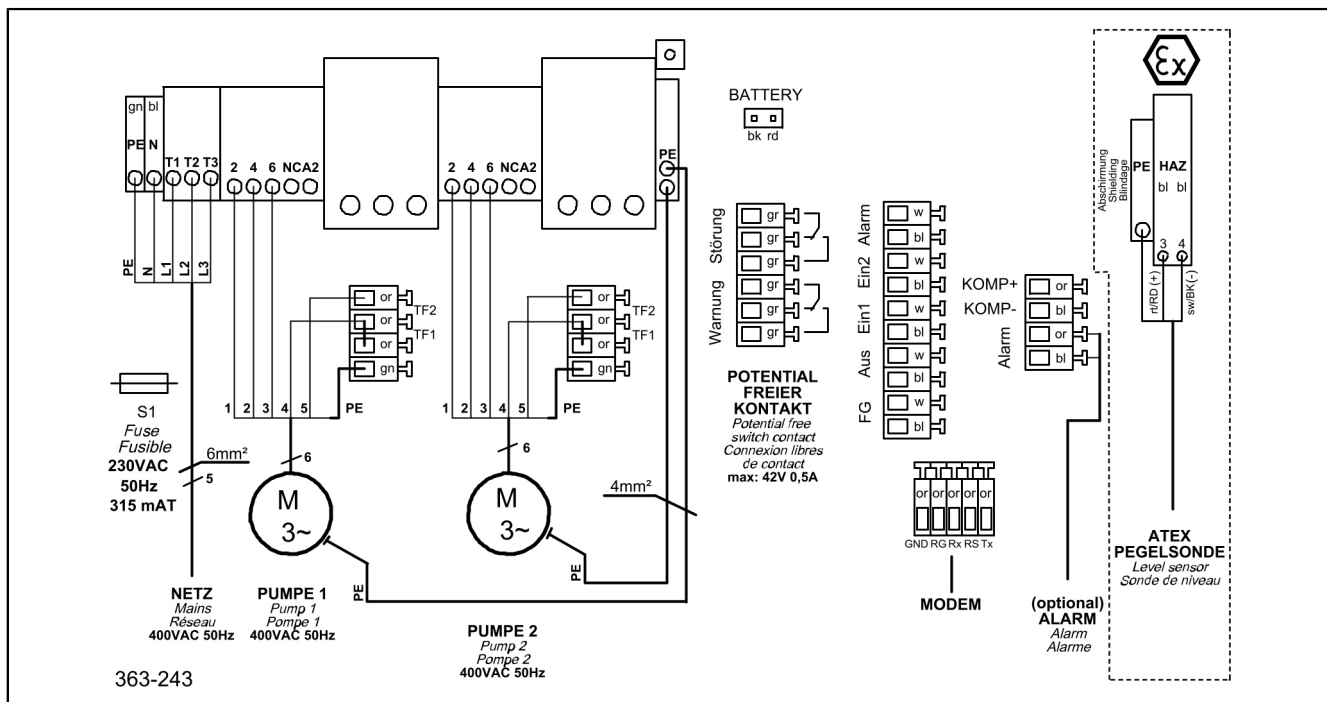 gn bl
PE N
T1 T2 T3
2 4 6 NC A2
2 4 6 NC A2
PE
PE
N
L1
L2
L3
S1
Fuse
Fusible
230VAC
50Hz
315 mAT
6mm²
5
NETZ
Mains
Réseau
400VAC 50Hz
or
or
or
gn
TF2
TF1
1 2 3 4 5 PE
6
M
3~
PE
PUMPE 1
Pump 1
Pompe 1
400VAC 50Hz
or
or
or
gn
TF2
TF1
1 2 3 4 5 PE
6
M
3~
PE
PUMPE 2
Pump 2
Pompe 2
400VAC 50Hz
4mm²
BATTERY
bk rd
Störung
gr
gr
gr
Warnung
gr
gr
gr
POTENTIAL
FREIER
KONTAKT
Potential free
switch contact
Connexion libres
de contact
max: 42V 0,5A
Alarm
w
bl
Ein2
w
bl
Ein1
w
bl
Aus
w
bl
FG
w
bl
or or or or or
GND RG Rx RS Tx
MODEM
KOMP+ or
KOMP- bl
Alarm
or
bl
(optional)
ALARM
Alarm
Alarme
εx
Abschirmung
Shielding
Blindage
PE
HAZ
bl bl
3 4
rt/RD (+)
sw/BK(-)
ATEX
PEGELSONDE
Level sensor
Sonde de niveau
363-243